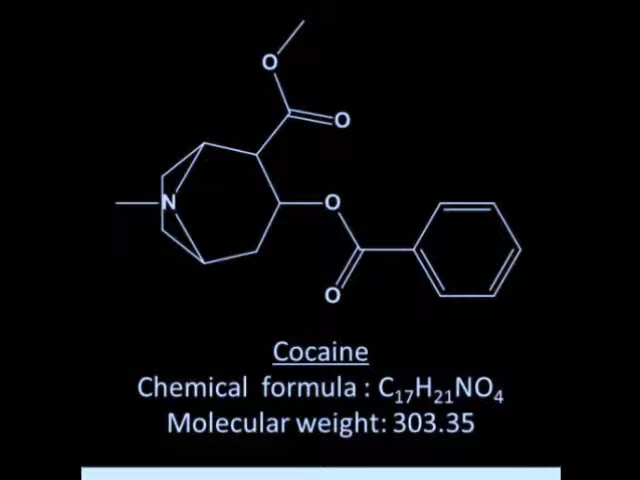 O
O
N
O
O
Cocaine
Chemical formula : C₁₇H₂₁NO₄
Molecular weight: 303.35